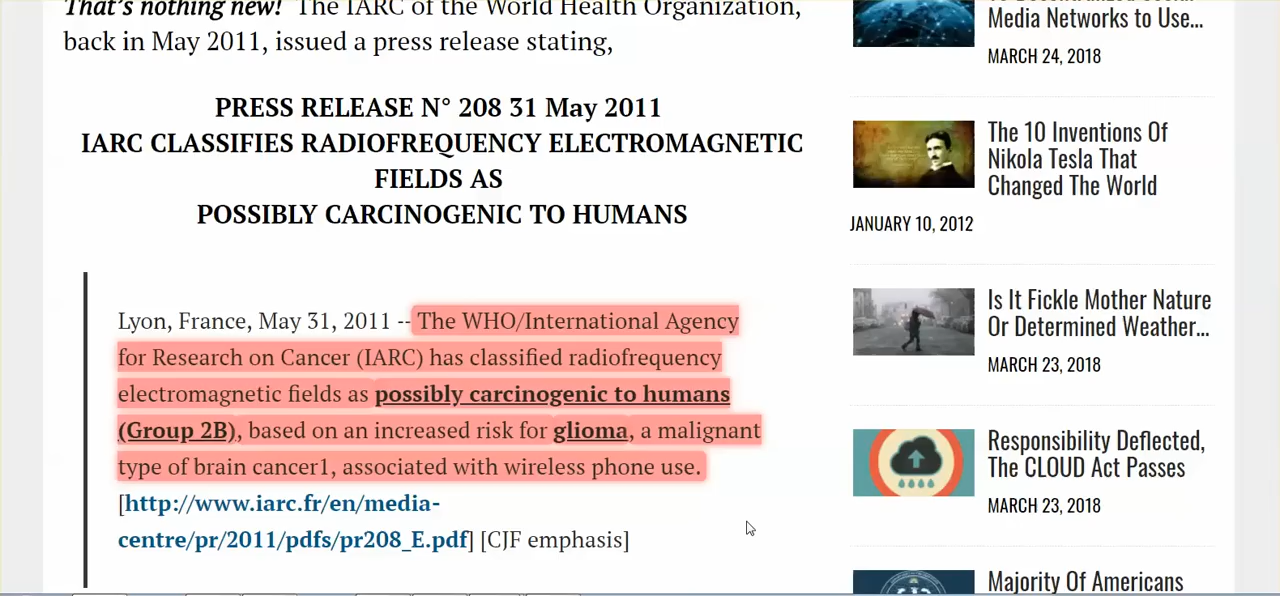 That's nothing new! The IARC of the World Health Organization,
back in May 2011, issued a press release stating,
PRESS RELEASE N° 208 31 May 2011
IARC CLASSIFIES RADIOFREQUENCY ELECTROMAGNETIC
FIELDS AS
POSSIBLY CARCINOGENIC TO HUMANS
Lyon, France, May 31, 2011 -- The WHO/International Agency
for Research on Cancer (IARC) has classified radiofrequency
electromagnetic fields as possibly carcinogenic to humans
(Group 2B), based on an increased risk for glioma, a malignant
type of brain cancer1, associated with wireless phone use.
[http://www.iarc.fr/en/media-
centre/pr/2011/pdfs/pr208_E.pdf] [CJF emphasis]
Media Networks to Use...
MARCH 24, 2018
The 10 Inventions Of
Nikola Tesla That
Changed The World
JANUARY 10, 2012
Is It Fickle Mother Nature
Or Determined Weather...
MARCH 23, 2018
Responsibility Deflected,
The CLOUD Act Passes
MARCH 23, 2018
Majority Of Americans